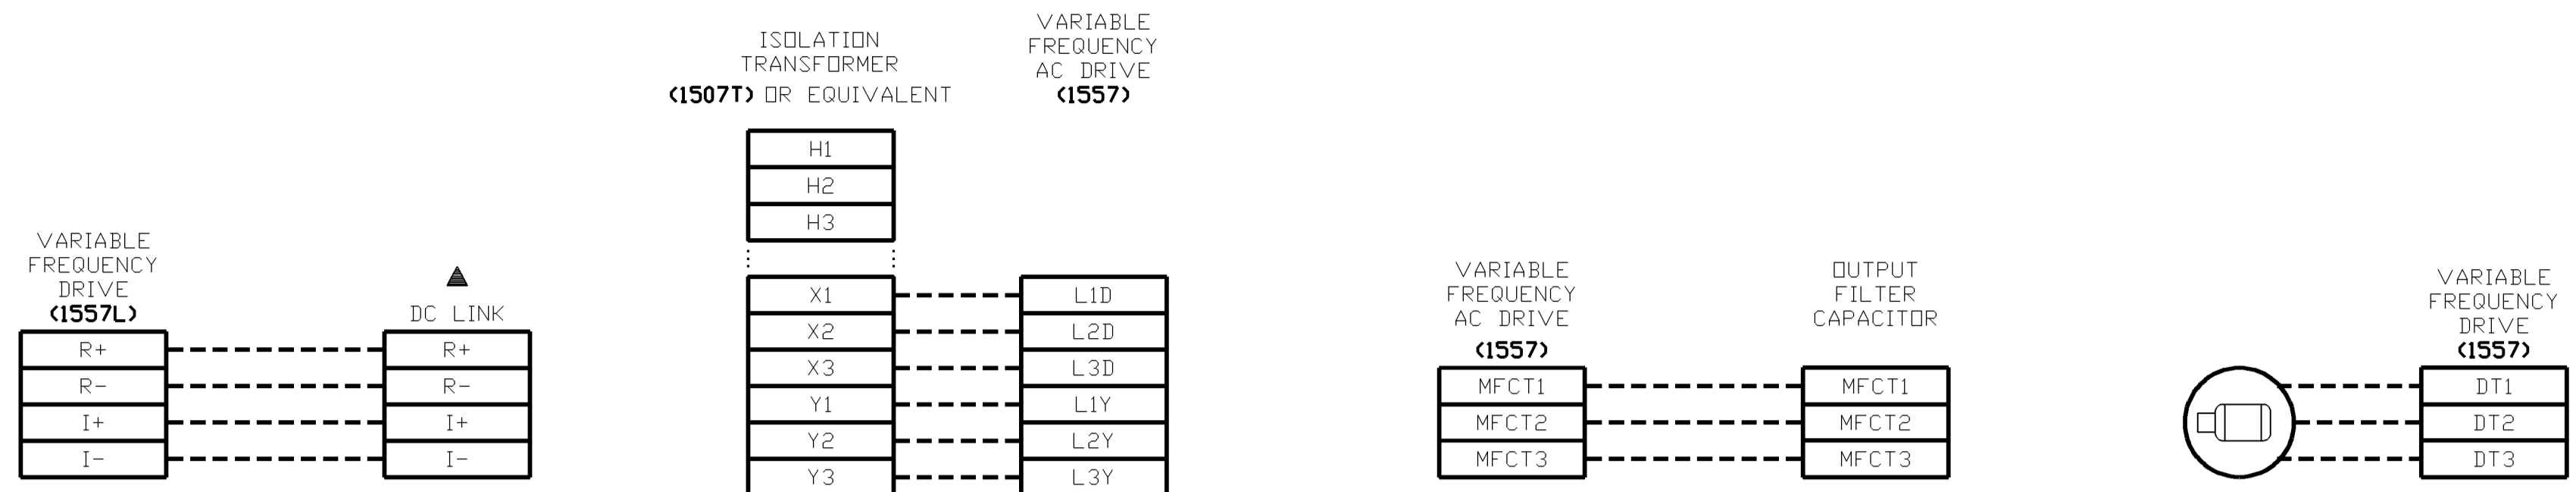 VARIABLE
FREQUENCY
DRIVE
(1557L)
R+
R-
I+
I-
DC LINK
R+
R-
I+
I-
ISOLATION
TRANSFORMER
(1507T) OR EQUIVALENT
H1
H2
H3
X1
X2
X3
Y1
Y2
Y3
VARIABLE
FREQUENCY
AC DRIVE
(1557)
L1D
L2D
L3D
L1Y
L2Y
L3Y
VARIABLE
FREQUENCY
AC DRIVE
(1557)
MFCT1
MFCT2
MFCT3
OUTPUT
FILTER
CAPACITOR
MFCT1
MFCT2
MFCT3
VARIABLE
FREQUENCY
DRIVE
(1557)
DT1
DT2
DT3